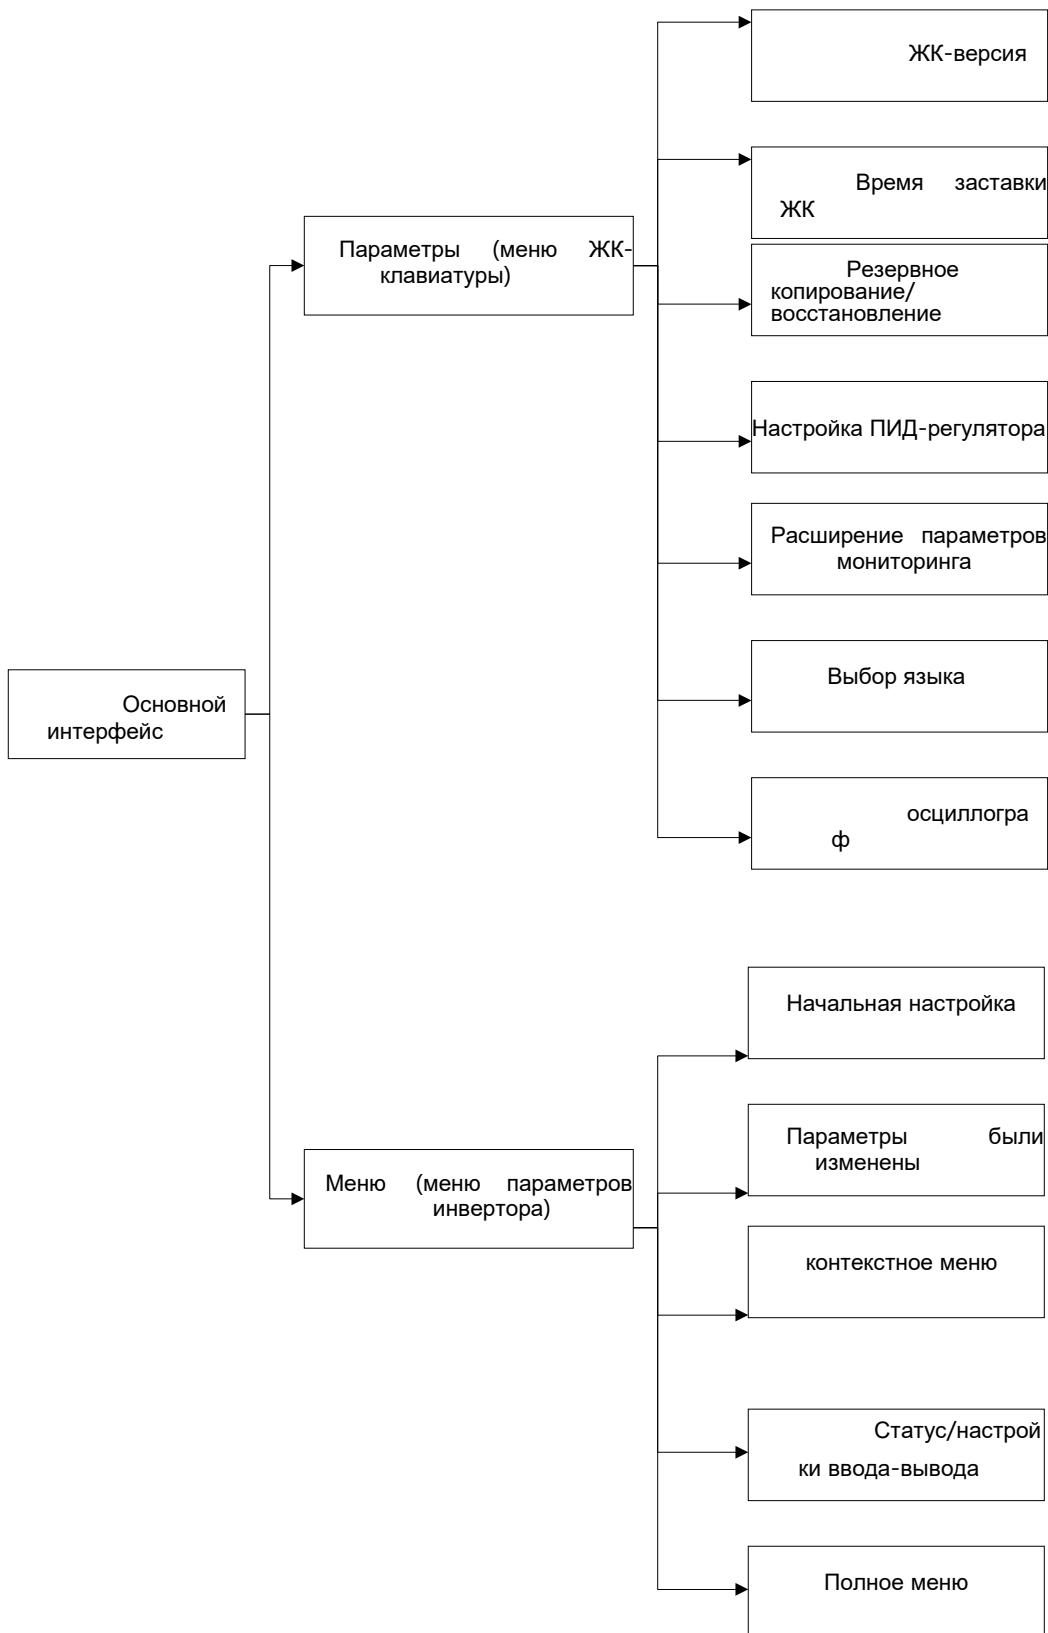 ЖК-версия
Время заставки
ЖК
Параметры (меню ЖК-
клавиатуры)
Резервное
копирование/
восстановление
Настройка ПИД-регулятора
Расширение параметров
мониторинга
Выбор языка
Основной
интерфейс
осциллогра
ф
Начальная настройка
Параметры были
изменены
Меню (меню параметров
инвертора)
контекстное меню
Статус/настрой
ки ввода-вывода
Полное меню